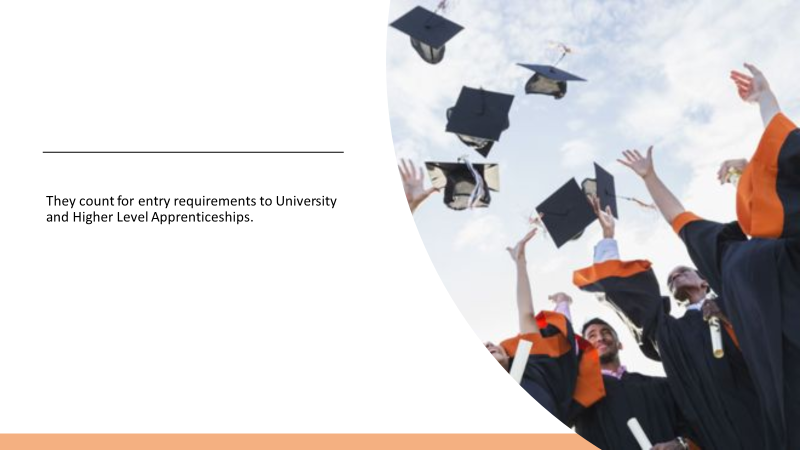 They count for entry requirements to University
and Higher Level Apprenticeships.